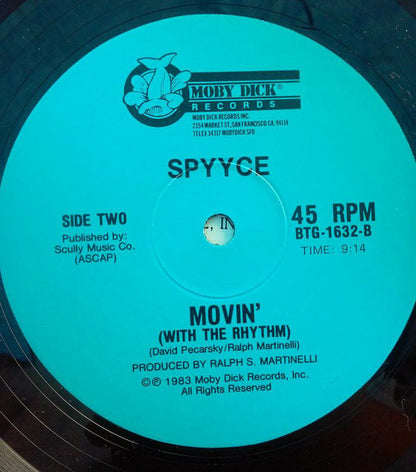 MOBY DICK®
RECORDS
MOBY DICK RECORDS INC.
2354 MARKET ST., SAN FRANCISCO CA. 94114
TELEX 34317 MOBYDICK SFO
SPYYCE
SIDE TWO
Published by:
Scully Music Co.
(ASCAP)
45 RPM
BTG-1632-B
TIME: 9:14
MOVIN'
(WITH THE RHYTHM)
(David Pecarsky/Ralph Martinelli)
PRODUCED BY RALPH S. MARTINELLI
©℗ 1983 Moby Dick Records, Inc.
All Rights Reserved